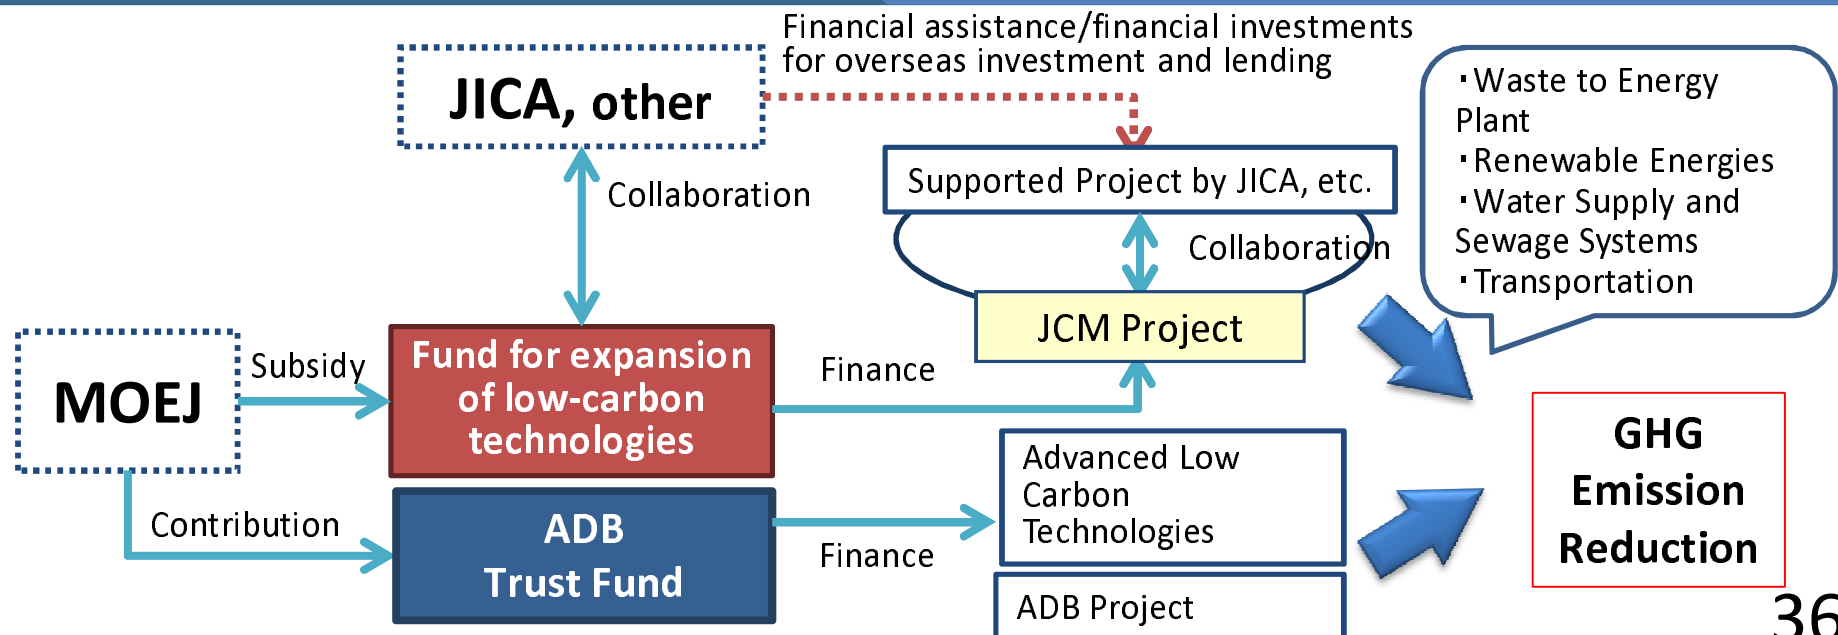 Financial assistance/financial investments
for overseas investment and lending
JICA, other
・Waste to Energy
Plant
・Renewable Energies
・Water Supply and
Sewage Systems
・Transportation
Supported Project by JICA, etc.
Collaboration
Collaboration
JCM Project
MOEJ
Subsidy
Fund for expansion
of low-carbon
technologies
Finance
GHG
Emission
Reduction
Advanced Low
Carbon
Technologies
Contribution
ADB
Trust Fund
Finance
ADB Project
36